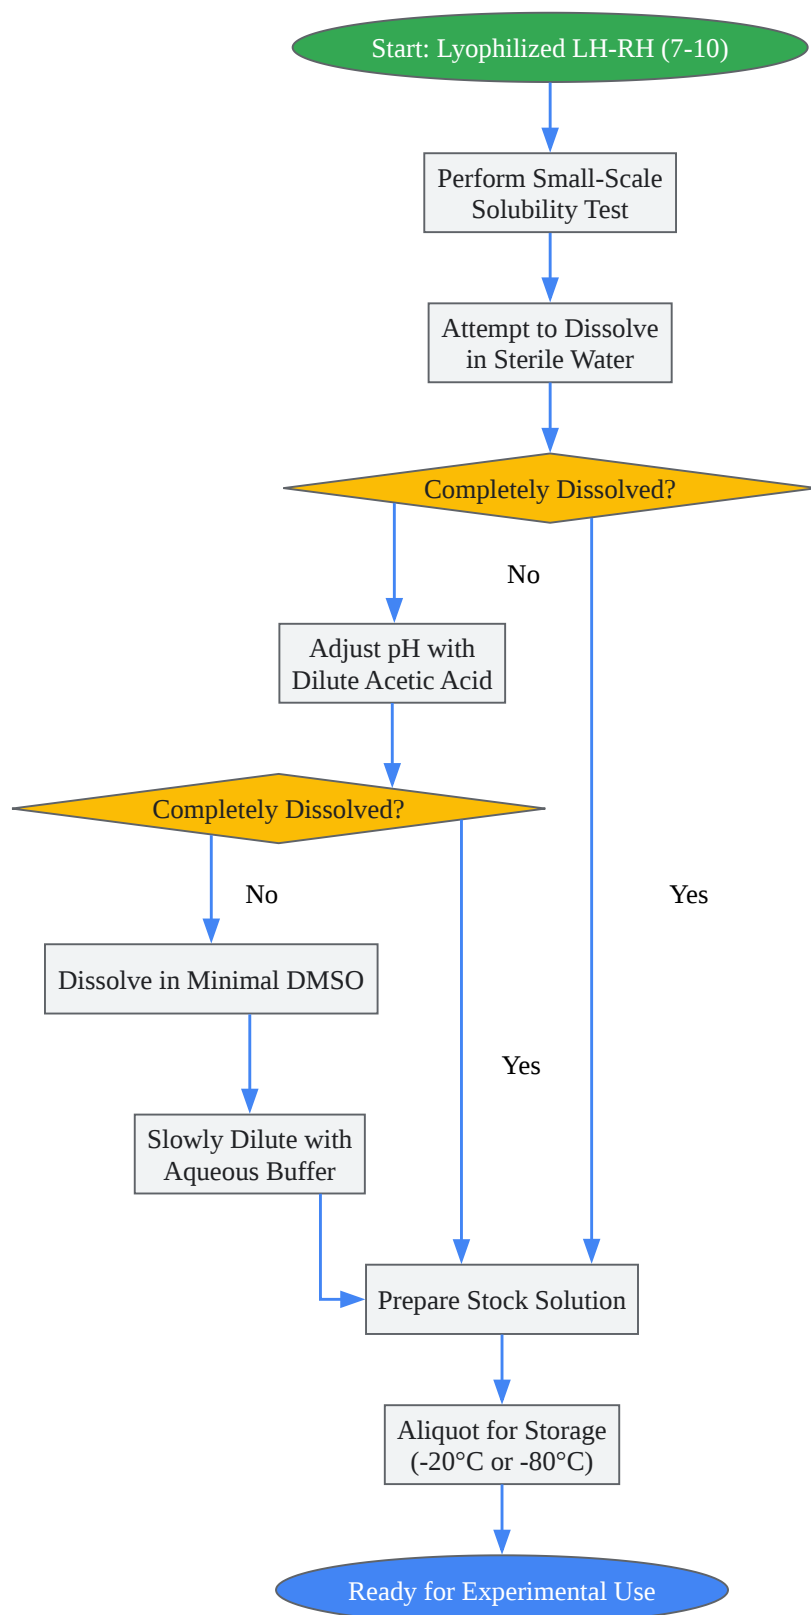 Start: Lyophilized LH-RH (7-10)
Perform Small-Scale
Solubility Test
Attempt to Dissolve
in Sterile Water
Completely Dissolved?
No
Adjust pH with
Dilute Acetic Acid
Completely Dissolved?
No
Yes
Dissolve in Minimal DMSO
Yes
Slowly Dilute with
Aqueous Buffer
Prepare Stock Solution
Aliquot for Storage
(-20°C or -80°C)
Ready for Experimental Use